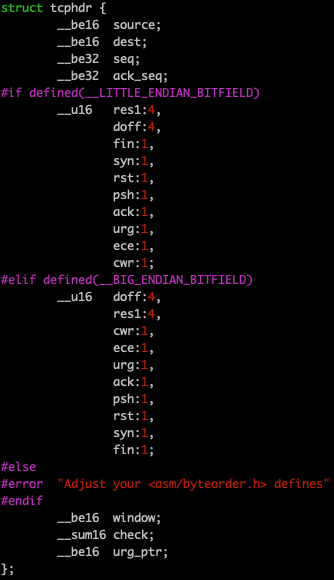 struct tcphdr {
        __be16  source;
        __be16  dest;
        __be32  seq;
        __be32  ack_seq;
#if defined(__LITTLE_ENDIAN_BITFIELD)
        __u16   res1:4,
                doff:4,
                fin:1,
                syn:1,
                rst:1,
                psh:1,
                ack:1,
                urg:1,
                ece:1,
                cwr:1;
#elif defined(__BIG_ENDIAN_BITFIELD)
        __u16   doff:4,
                res1:4,
                cwr:1,
                ece:1,
                urg:1,
                ack:1,
                psh:1,
                rst:1,
                syn:1,
                fin:1;
#else
#error  "Adjust your <asm/byteorder.h> defines"
#endif
        __be16  window;
        __sum16 check;
        __be16  urg_ptr;
};